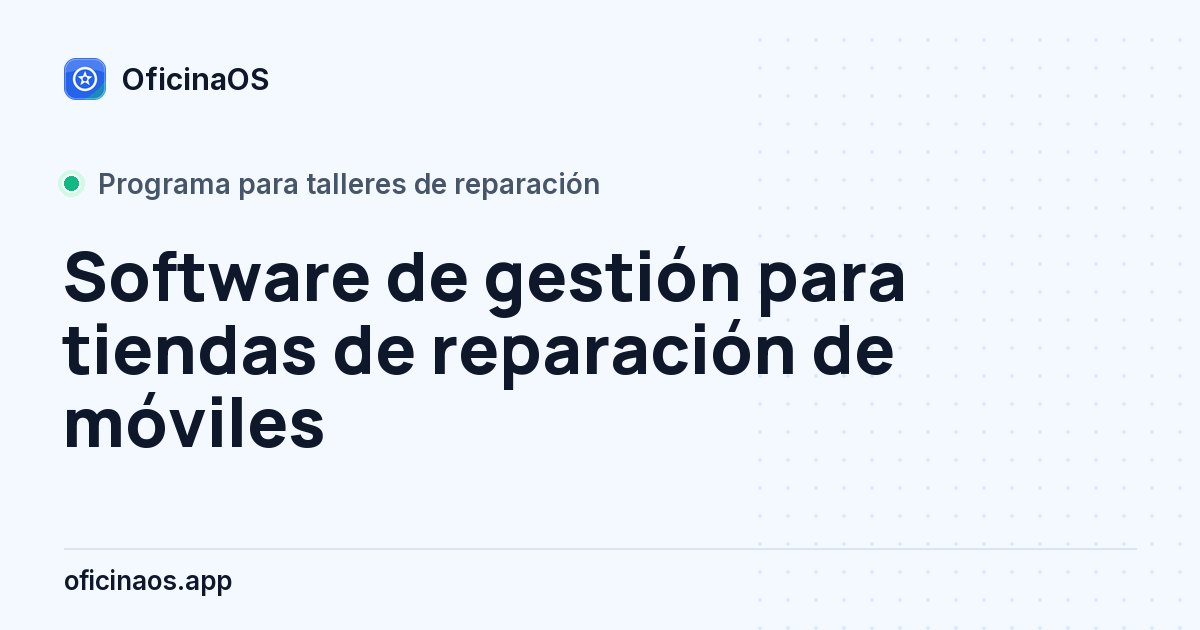 OficinaOS
Programa para talleres de reparación
Software de gestión para
tiendas de reparación de
móviles
oficinaos.app